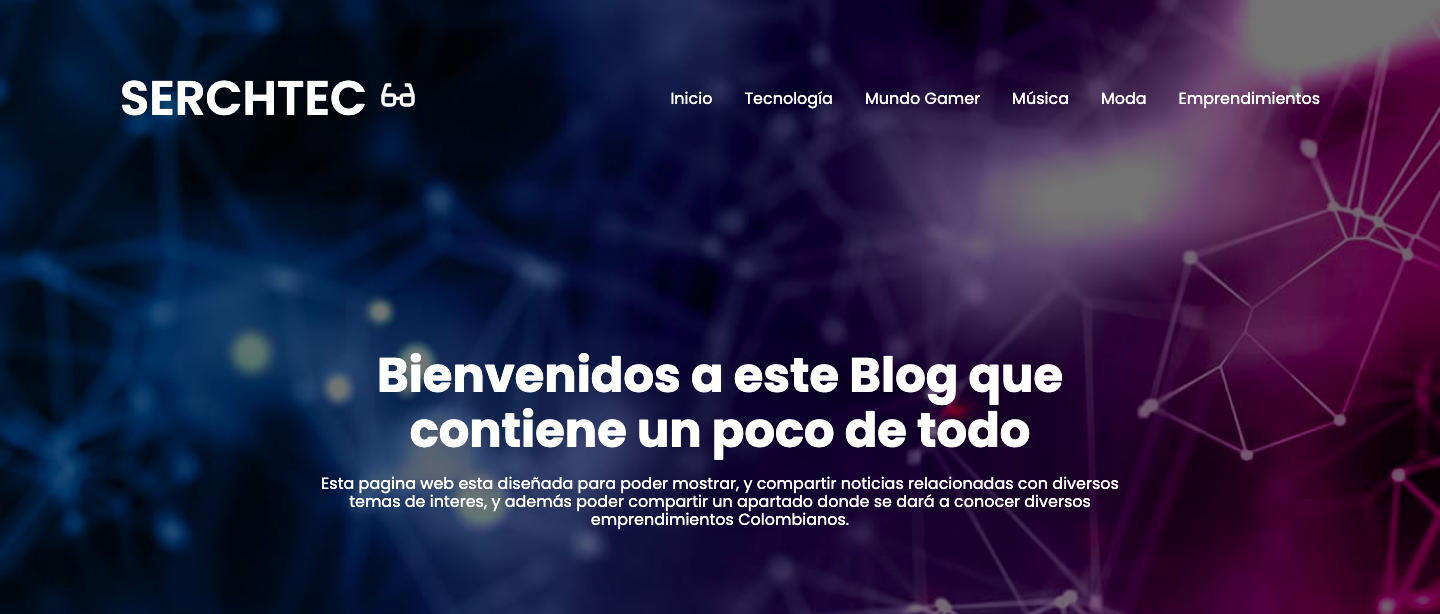 SERCHTEC
Inicio Tecnología Mundo Gamer Música Moda Emprendimientos
Bienvenidos a este Blog que
contiene un poco de todo
Esta pagina web esta diseñada para poder mostrar, y compartir noticias relacionadas con diversos
temas de interes, y además poder compartir un apartado donde se dará a conocer diversos
emprendimientos Colombianos.